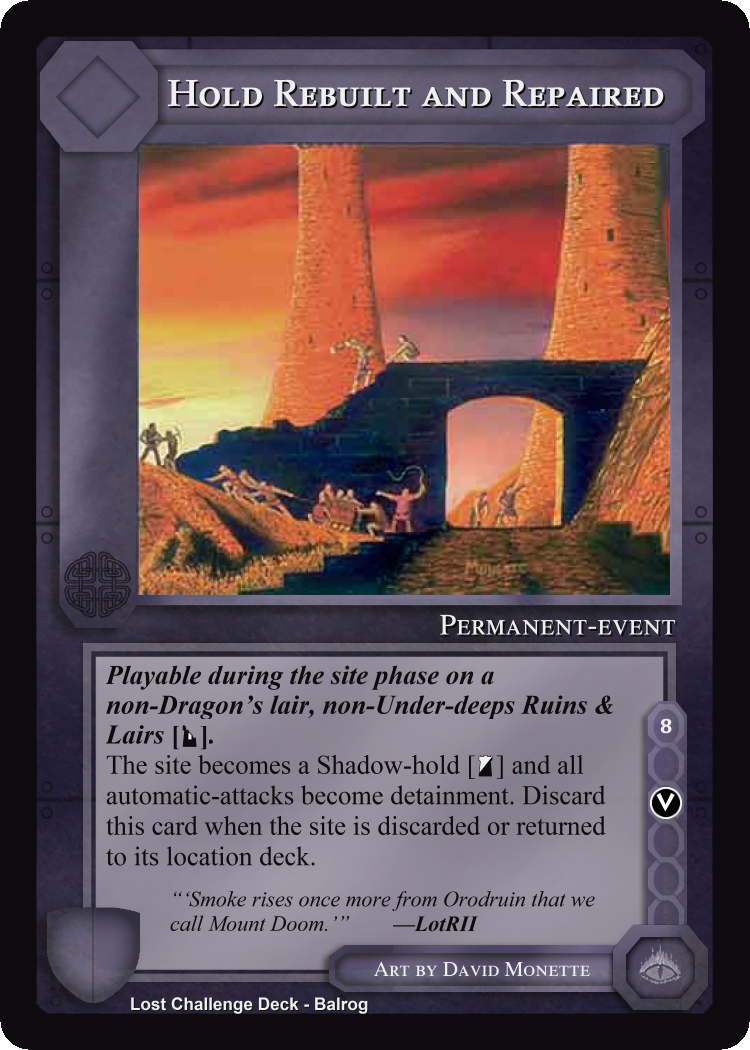 Hold Rebuilt and Repaired
Permanent-event
Playable during the site phase on a
non-Dragon's lair, non-Under-deeps Ruins &
Lairs [ ].
The site becomes a Shadow-hold [ ] and all
automatic-attacks become detainment. Discard
this card when the site is discarded or returned
to its location deck.
8
V
"'Smoke rises once more from Orodruin that we
call Mount Doom.'" —LotRII
Art by David Monette
Lost Challenge Deck - Balrog